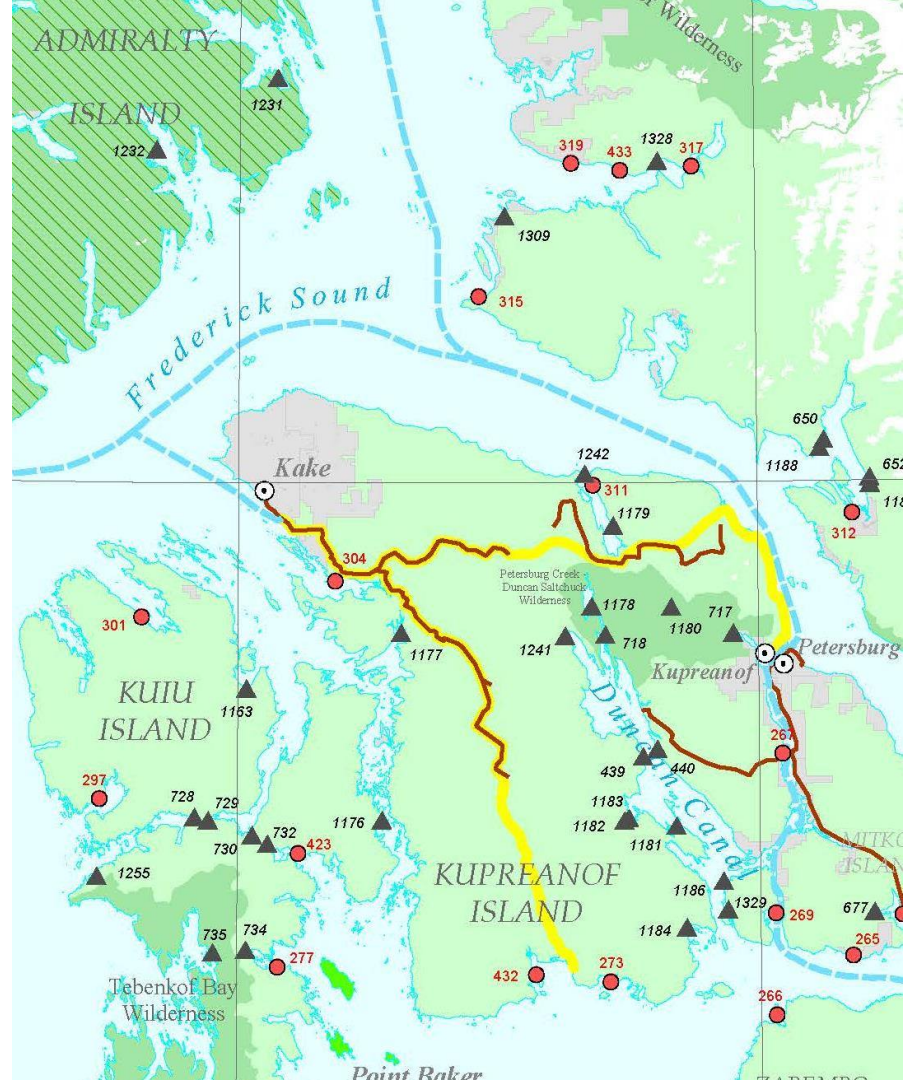 ADMIRALTY
ISLAND
Wilderness
1231
1232
319
433
1328
317
1309
315
Frederick Sound
650
1188
652
Kake
1242
311
1179
312
304
Petersburg Creek -
Duncan Saltchuck
Wilderness
301
1178
1180
717
1177
1241
718
Petersburg
Kupreanof
KUIU
ISLAND
1163
Duncan Canal
267
439
440
297
728
729
730
732
423
1176
1183
1182
1181
1255
KUPREANOF
ISLAND
1186
1329
1184
269
677
265
735
734
277
432
273
266
Tebenkof Bay
Wilderness
Point Baker